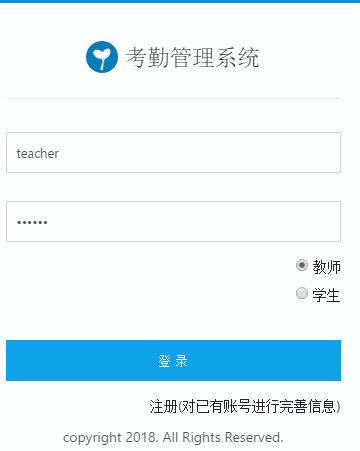 考勤管理系统
teacher
••••••
教师
学生
登 录
注册(对已有账号进行完善信息)
copyright 2018. All Rights Reserved.